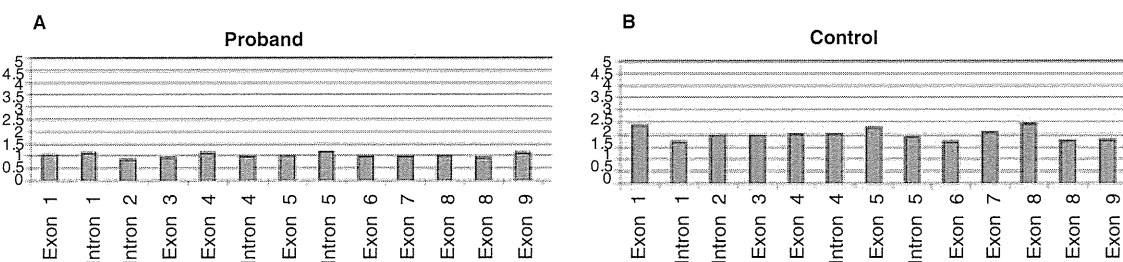 A
Proband
5
4.5
4
3.5
3
2.5
2
1.5
1
0.5
0
Exon 1
Intron 1
Intron 2
Exon 3
Exon 4
Intron 4
Exon 5
Intron 5
Exon 6
Exon 7
Exon 8
Exon 8
Exon 9
B
Control
5
4.5
4
3.5
3
2.5
2
1.5
1
0.5
0
Exon 1
Intron 1
Intron 2
Exon 3
Exon 4
Intron 4
Exon 5
Intron 5
Exon 6
Exon 7
Exon 8
Exon 8
Exon 9